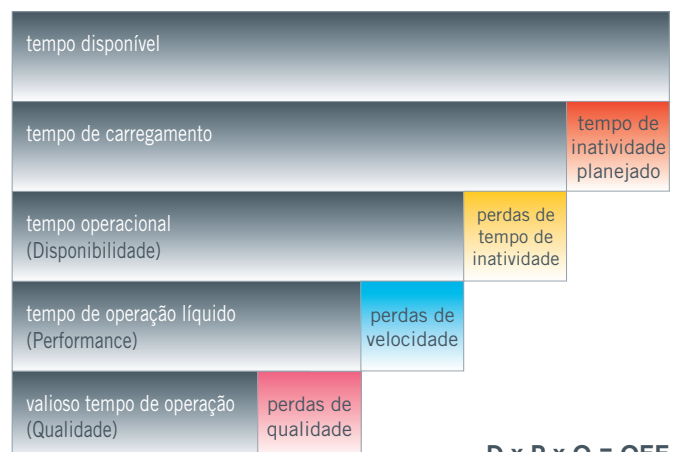 tempo disponível
tempo de carregamento
tempo de
inatividade
planejado
tempo operacional
(Disponibilidade)
perdas de
tempo de
inatividade
tempo de operação líquido
(Performance)
perdas de
velocidade
valioso tempo de operação
(Qualidade)
perdas de
qualidade
D x P x Q = OEE